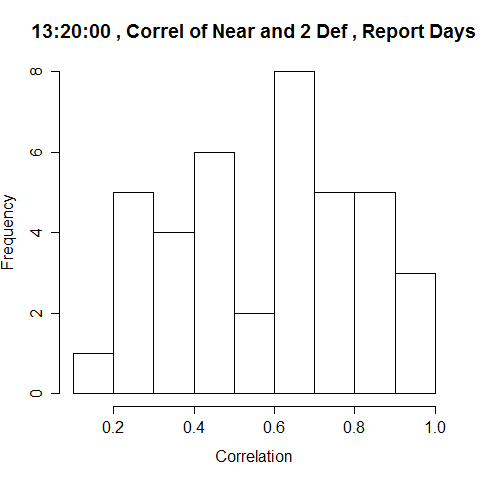 13:20:00 , Correl of Near and 2 Def , Report Days
Frequency
8
6
4
2
0
0.2 0.4 0.6 0.8 1.0
Correlation